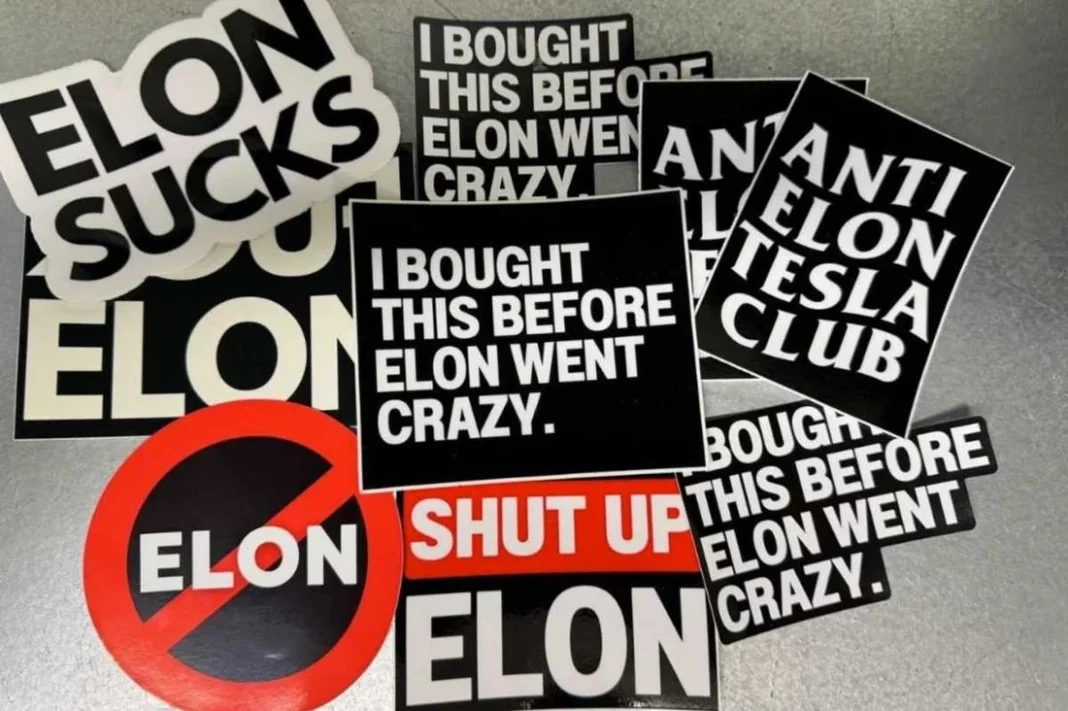 ELON
SUCKS
I BOUGHT
THIS BEFORE
ELON WENT
CRAZY.
ANTI
ELON
TESLA
CLUB
ELON
I BOUGHT
THIS BEFORE
ELON WENT
CRAZY.
ELON
SHUT UP
ELON
BOUGHT
THIS BEFORE
ELON WENT
CRAZY.